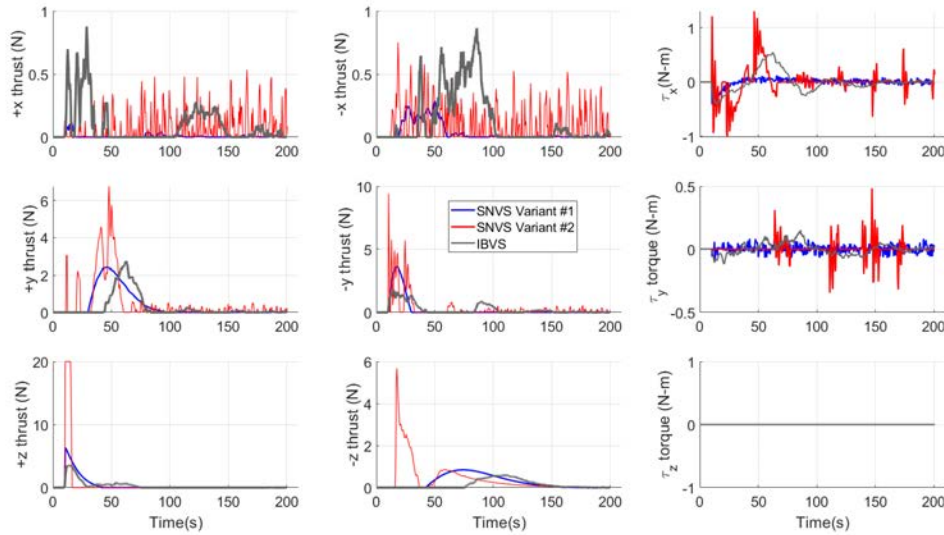 1
0.5
0
+x thrust (N)
0 50 100 150 200
1
0.5
0
-x thrust (N)
0 50 100 150 200
1
0
-1
τx(N-m)
0 50 100 150 200
6
4
2
0
+y thrust (N)
0 50 100 150 200
10
5
0
-y thrust (N)
SNVS Variant #1
SNVS Variant #2
IBVS
0 50 100 150 200
0.5
0
-0.5
τy torque (N-m)
0 50 100 150 200
20
10
0
+z thrust (N)
0 50 100 150 200
Time(s)
6
4
2
0
-z thrust (N)
0 50 100 150 200
Time(s)
1
0
-1
τz torque (N-m)
0 50 100 150 200
Time(s)